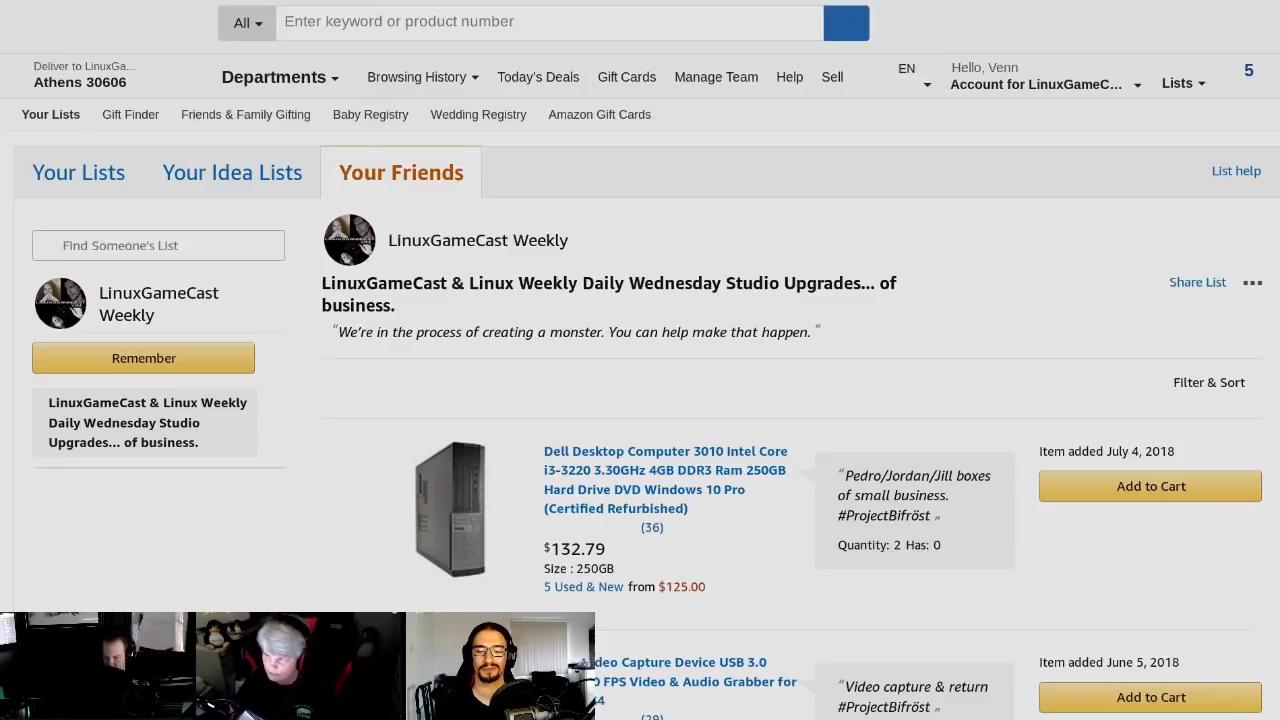 All
Enter keyword or product number
Deliver to LinuxGa...
Athens 30606
Departments
Browsing History
Today's Deals
Gift Cards
Manage Team
Help
Sell
EN
Hello, Venn
Account for LinuxGameC...
Lists
5
Your Lists
Gift Finder
Friends & Family Gifting
Baby Registry
Wedding Registry
Amazon Gift Cards
Your Lists
Your Idea Lists
Your Friends
List help
Find Someone's List
LinuxGameCast
Weekly
Remember
LinuxGameCast & Linux Weekly
Daily Wednesday Studio
Upgrades... of business.
LinuxGameCast Weekly
LinuxGameCast & Linux Weekly Daily Wednesday Studio Upgrades... of
business.
Share List
“We’re in the process of creating a monster. You can help make that happen. ”
Filter & Sort
Dell Desktop Computer 3010 Intel Core
i3-3220 3.30GHz 4GB DDR3 Ram 250GB
Hard Drive DVD Windows 10 Pro
(Certified Refurbished)
(36)
$132.79
Size : 250GB
5 Used & New from $125.00
“Pedro/Jordan/Jill boxes
of small business.
#ProjectBifröst „
Quantity: 2 Has: 0
Item added July 4, 2018
Add to Cart
Capture Device USB 3.0
FPS Video & Audio Grabber for
(29)
“Video capture & return
#ProjectBifröst „
Item added June 5, 2018
Add to Cart